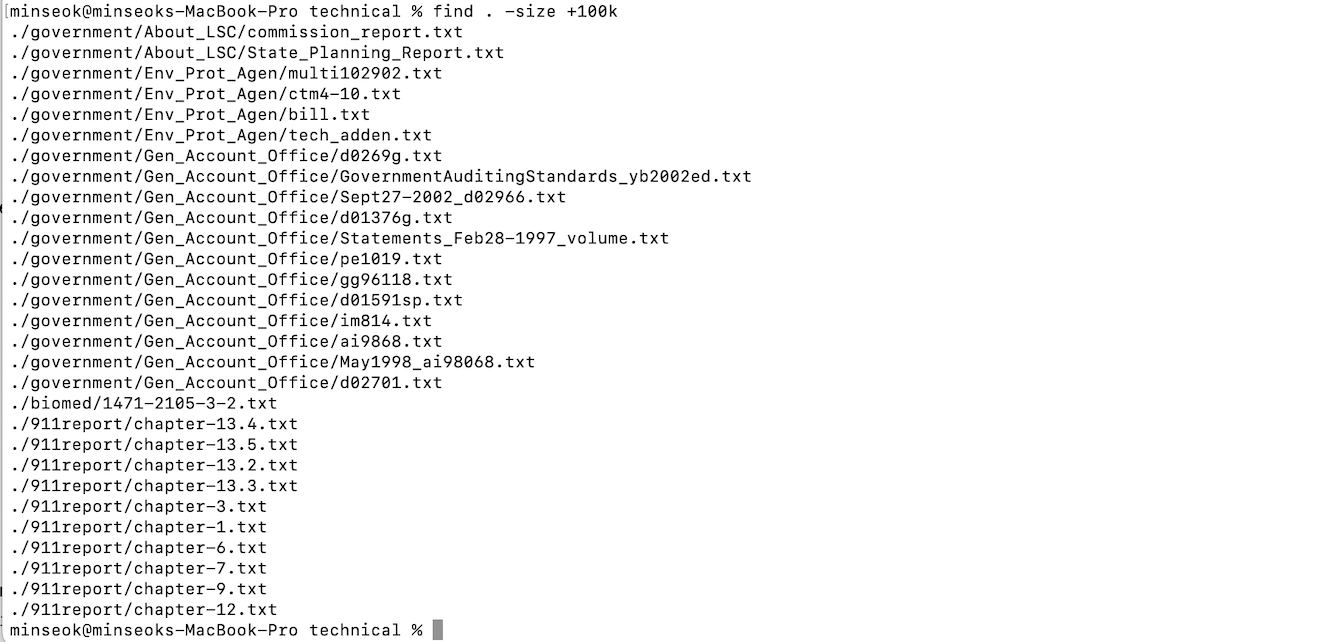 [minseok@minseoks-MacBook-Pro technical % find . -size +100k
./government/About_LSC/commission_report.txt
./government/About_LSC/State_Planning_Report.txt
./government/Env_Prot_Agen/multi102902.txt
./government/Env_Prot_Agen/ctm4-10.txt
./government/Env_Prot_Agen/bill.txt
./government/Env_Prot_Agen/tech_adden.txt
./government/Gen_Account_Office/d0269g.txt
./government/Gen_Account_Office/GovernmentAuditingStandards_yb2002ed.txt
./government/Gen_Account_Office/Sept27-2002_d02966.txt
./government/Gen_Account_Office/d01376g.txt
./government/Gen_Account_Office/Statements_Feb28-1997_volume.txt
./government/Gen_Account_Office/pe1019.txt
./government/Gen_Account_Office/gg96118.txt
./government/Gen_Account_Office/d01591sp.txt
./government/Gen_Account_Office/im814.txt
./government/Gen_Account_Office/ai9868.txt
./government/Gen_Account_Office/May1998_ai98068.txt
./government/Gen_Account_Office/d02701.txt
./biomed/1471-2105-3-2.txt
./911report/chapter-13.4.txt
./911report/chapter-13.5.txt
./911report/chapter-13.2.txt
./911report/chapter-13.3.txt
./911report/chapter-3.txt
./911report/chapter-1.txt
./911report/chapter-6.txt
./911report/chapter-7.txt
./911report/chapter-9.txt
./911report/chapter-12.txt
minseok@minseoks-MacBook-Pro technical %